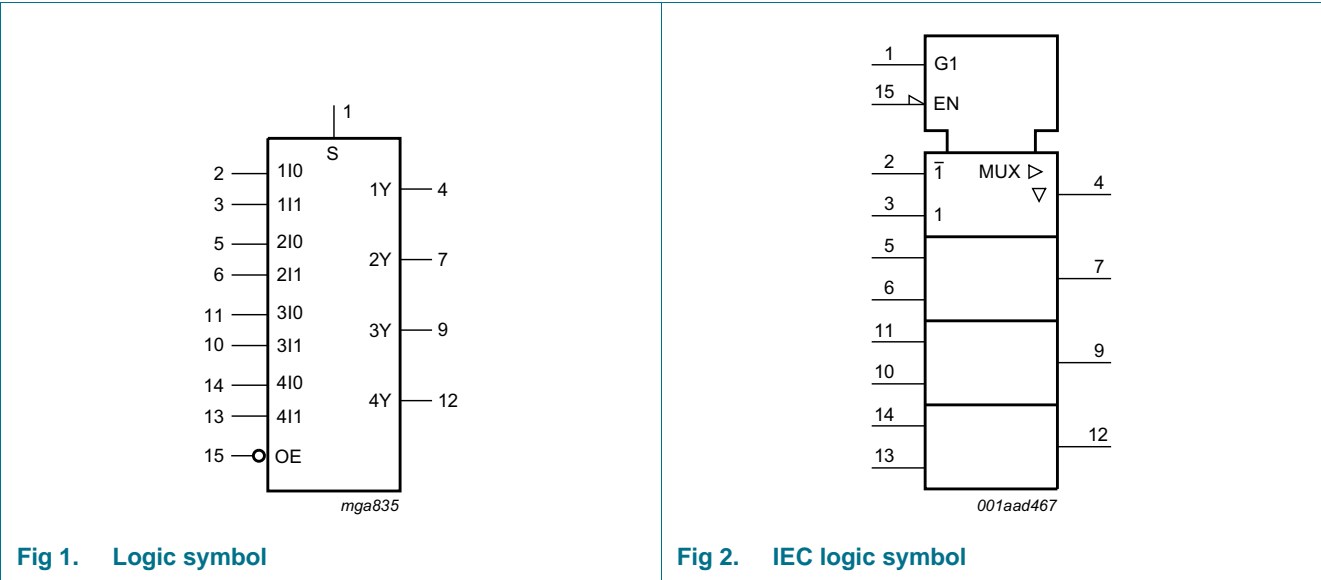 1
S
2 1I0
1Y 4
3 1I1
5 2I0
2Y 7
6 2I1
11 3I0
3Y 9
10 3I1
14 4I0
4Y 12
13 4I1
15 OE
mga835
Fig 1. Logic symbol
1 G1
15 EN
2 1̅ MUX
4
3 1
5
7
6
11
9
10
14
12
13
001aad467
Fig 2. IEC logic symbol